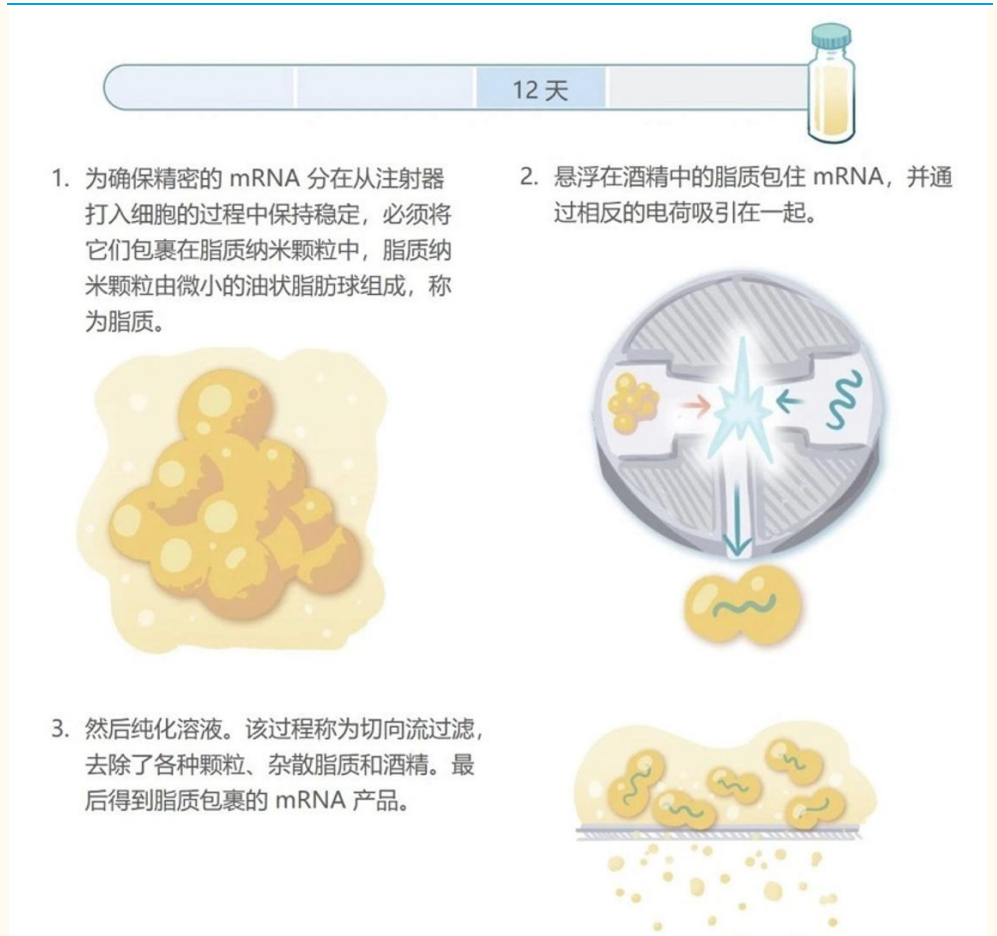 12 天
1. 为确保精密的 mRNA 分在从注射器
打入细胞的过程中保持稳定，必须将
它们包裹在脂质纳米颗粒中，脂质纳
米颗粒由微小的油状脂肪球组成，称
为脂质。
2. 悬浮在酒精中的脂质包住 mRNA，并通
过相反的电荷吸引在一起。
3. 然后纯化溶液。该过程称为切向流过滤，
去除了各种颗粒、杂散脂质和酒精。最
后得到脂质包裹的 mRNA 产品。